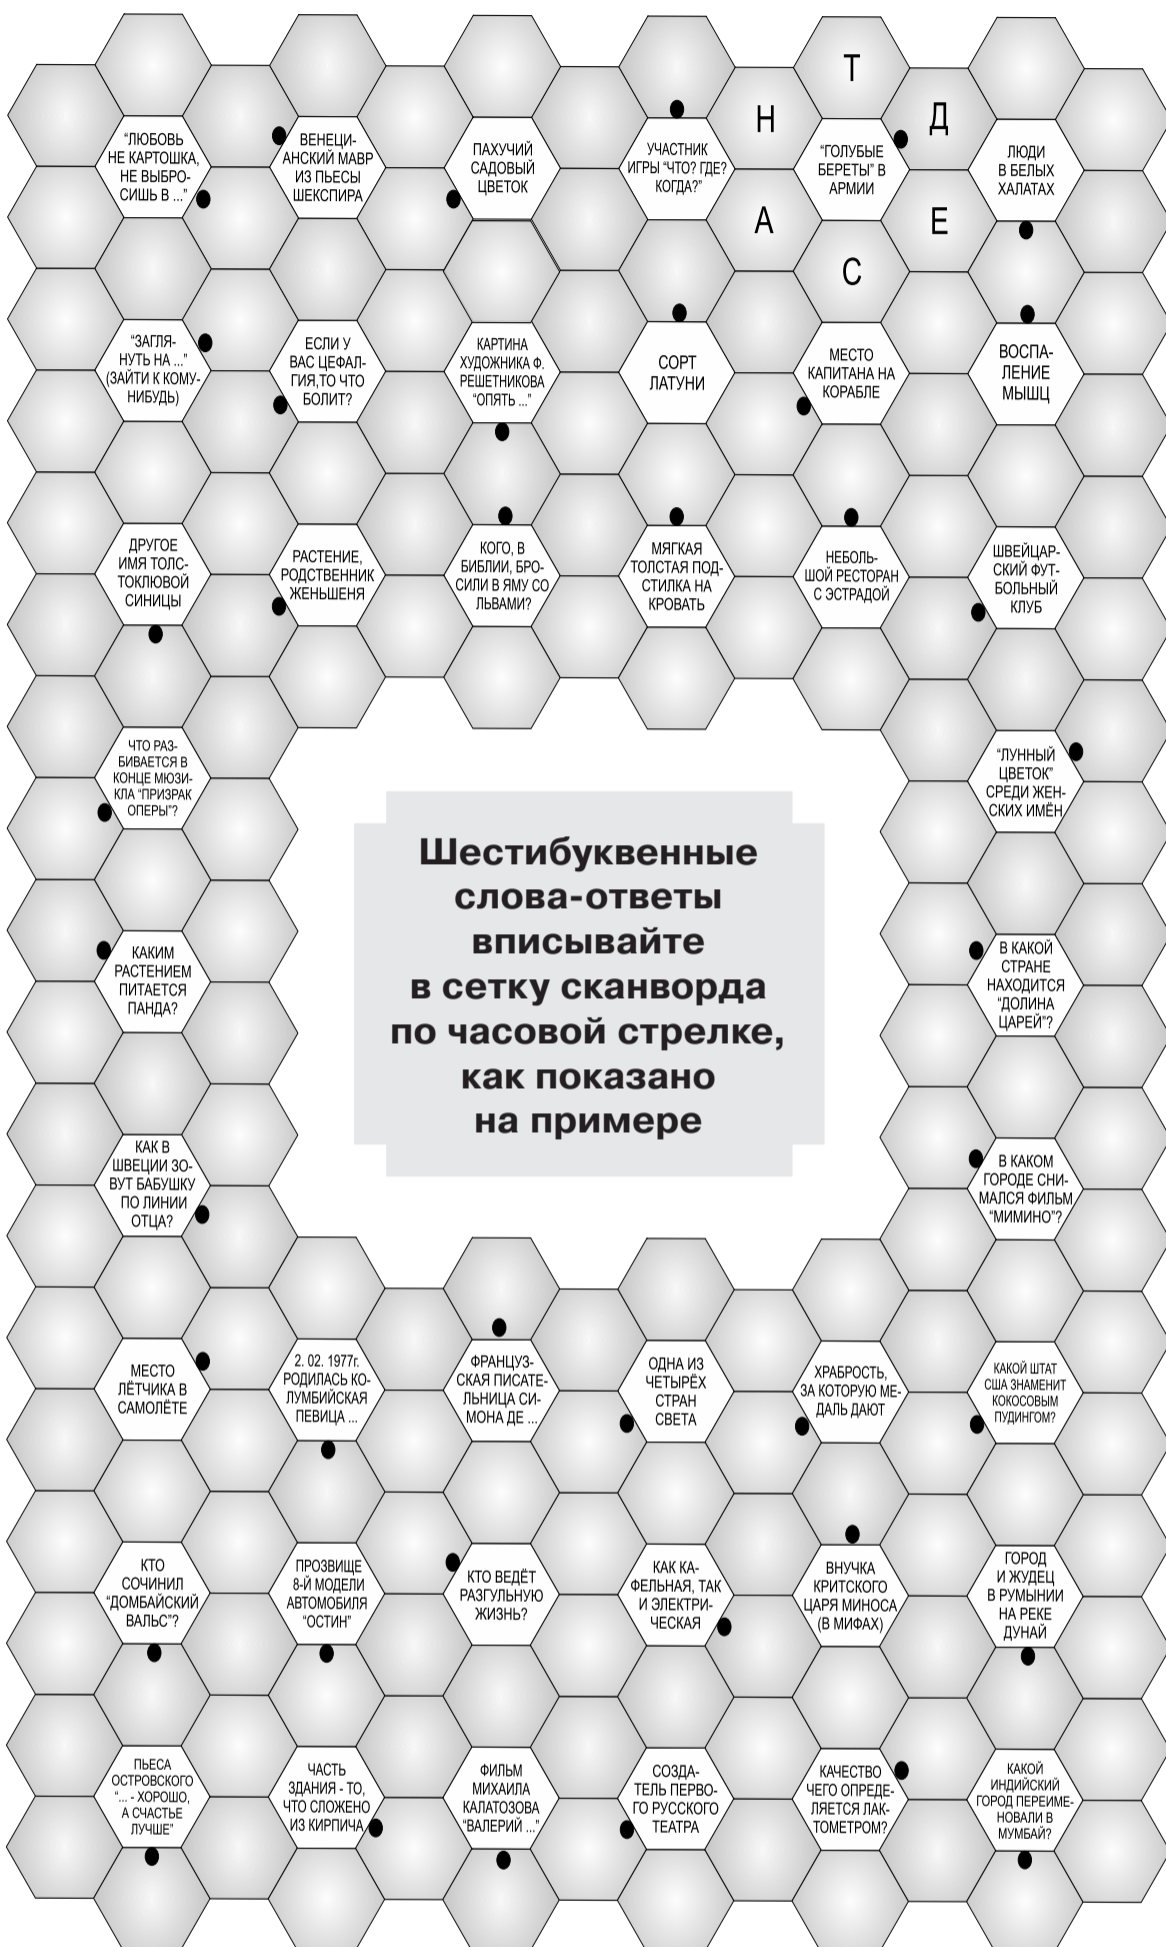 Т
Н
Д
"ЛЮБОВЬ
НЕ КАРТОШКА,
НЕ ВЫБРО-
СИШЬ В ..."
ВЕНЕЦИ-
АНСКИЙ МАВР
ИЗ ПЬЕСЫ
ШЕКСПИРА
ПАХУЧИЙ
САДОВЫЙ
ЦВЕТОК
УЧАСТНИК
ИГРЫ "ЧТО? ГДЕ?
КОГДА?"
"ГОЛУБЫЕ
БЕРЕТЫ" В
АРМИИ
ЛЮДИ
В БЕЛЫХ
ХАЛАТАХ
А
Е
С
"ЗАГЛЯ-
НУТЬ НА ..."
(ЗАЙТИ К КОМУ-
НИБУДЬ)
ЕСЛИ У
ВАС ЦЕФАЛ-
ГИЯ,ТО ЧТО
БОЛИТ?
КАРТИНА
ХУДОЖНИКА Ф.
РЕШЕТНИКОВА
"ОПЯТЬ ..."
СОРТ
ЛАТУНИ
МЕСТО
КАПИТАНА НА
КОРАБЛЕ
ВОСПА-
ЛЕНИЕ
МЫШЦ
ДРУГОЕ
ИМЯ ТОЛС-
ТОКЛЮВОЙ
СИНИЦЫ
РАСТЕНИЕ,
РОДСТВЕННИК
ЖЕНЬШЕНЯ
КОГО, В
БИБЛИИ, БРО-
СИЛИ В ЯМУ СО
ЛЬВАМИ?
МЯГКАЯ
ТОЛСТАЯ ПОД-
СТИЛКА НА
КРОВАТЬ
НЕБОЛЬ-
ШОЙ РЕСТОРАН
С ЭСТРАДОЙ
ШВЕЙЦАР-
СКИЙ ФУТ-
БОЛЬНЫЙ
КЛУБ
ЧТО РАЗ-
БИВАЕТСЯ В
КОНЦЕ МЮЗИ-
КЛА "ПРИЗРАК
ОПЕРЫ"?
"ЛУННЫЙ
ЦВЕТОК"
СРЕДИ ЖЕН-
СКИХ ИМЁН
Шестибуквенные
слова-ответы
вписывайте
в сетку сканворда
по часовой стрелке,
как показано
на примере
КАКИМ
РАСТЕНИЕМ
ПИТАЕТСЯ
ПАНДА?
В КАКОЙ
СТРАНЕ
НАХОДИТСЯ
"ДОЛИНА
ЦАРЕЙ"?
КАК В
ШВЕЦИИ ЗО-
ВУТ БАБУШКУ
ПО ЛИНИИ
ОТЦА?
В КАКОМ
ГОРОДЕ СНИ-
МАЛСЯ ФИЛЬМ
"МИМИНО"?
МЕСТО
ЛЁТЧИКА В
САМОЛЁТЕ
2. 02. 1977г.
РОДИЛАСЬ КО-
ЛУМБИЙСКАЯ
ПЕВИЦА ...
ФРАНЦУЗ-
СКАЯ ПИСАТЕ-
ЛЬНИЦА СИ-
МОНА ДЕ ...
ОДНА ИЗ
ЧЕТЫРЁХ
СТРАН
СВЕТА
ХРАБРОСТЬ,
ЗА КОТОРУЮ МЕ-
ДАЛЬ ДАЮТ
КАКОЙ ШТАТ
США ЗНАМЕНИТ
КОКОСОВЫМ
ПУДИНГОМ?
КТО
СОЧИНИЛ
"ДОМБАЙСКИЙ
ВАЛЬС"?
ПРОЗВИЩЕ
8-Й МОДЕЛИ
АВТОМОБИЛЯ
"ОСТИН"
КТО ВЕДЁТ
РАЗГУЛЬНУЮ
ЖИЗНЬ?
КАК КА-
ФЕЛЬНАЯ, ТАК
И ЭЛЕКТРИ-
ЧЕСКАЯ
ВНУЧКА
КРИТСКОГО
ЦАРЯ МИНОСА
(В МИФАХ)
ГОРОД
И ЖУДЕЦ
В РУМЫНИИ
НА РЕКЕ
ДУНАЙ
ПЬЕСА
ОСТРОВСКОГО
"... - ХОРОШО,
А СЧАСТЬЕ
ЛУЧШЕ"
ЧАСТЬ
ЗДАНИЯ - ТО,
ЧТО СЛОЖЕНО
ИЗ КИРПИЧА
ФИЛЬМ
МИХАИЛА
КАЛАТОЗОВА
"ВАЛЕРИЙ ..."
СОЗДА-
ТЕЛЬ ПЕРВО-
ГО РУССКОГО
ТЕАТРА
КАЧЕСТВО
ЧЕГО ОПРЕДЕ-
ЛЯЕТСЯ ЛАК-
ТОМЕТРОМ?
КАКОЙ
ИНДИЙСКИЙ
ГОРОД ПЕРЕИМЕ-
НОВАЛИ В
МУМБАЙ?